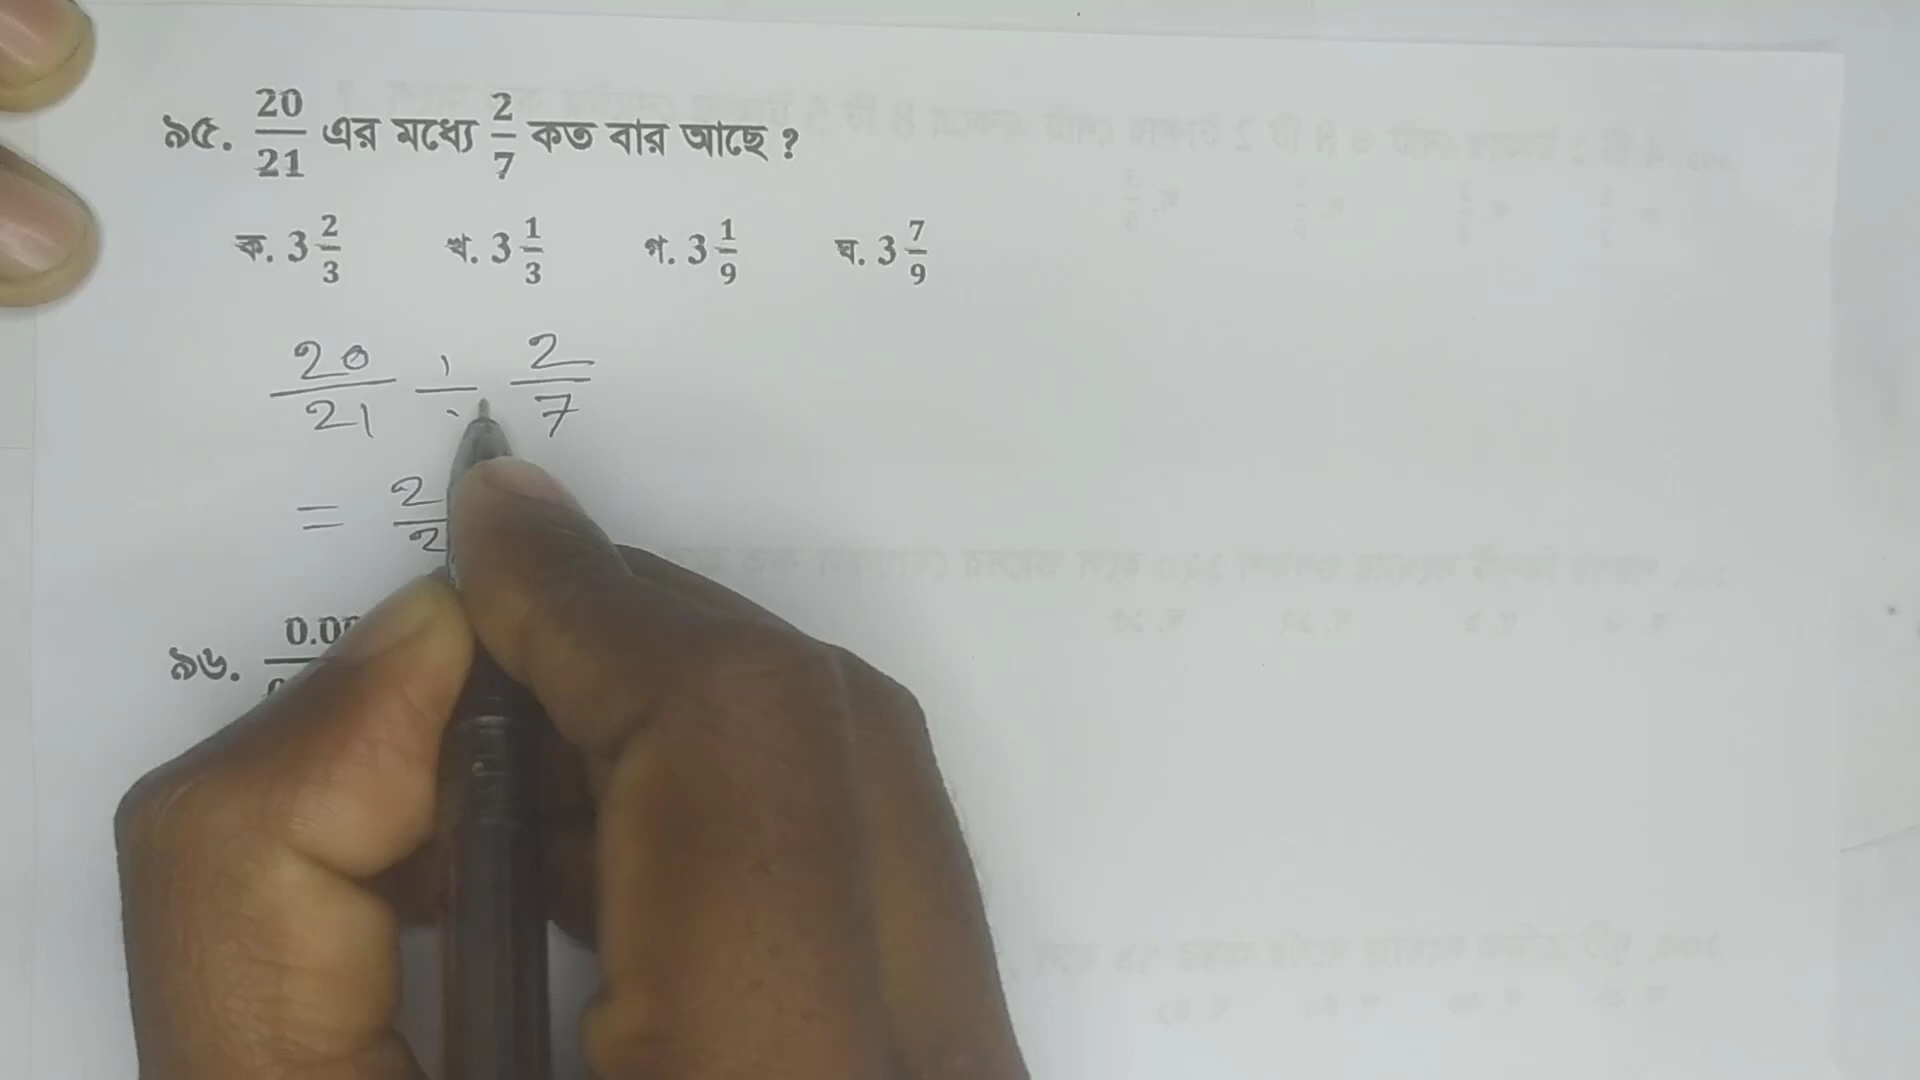 ৯৫. 20/21 এর মধ্যে 2/7 কত বার আছে ?
ক. 3 2/3 খ. 3 1/3 গ. 3 1/9 ঘ. 3 7/9
20/21 ÷ 2/7
= 2/2
৯৬. 0.0